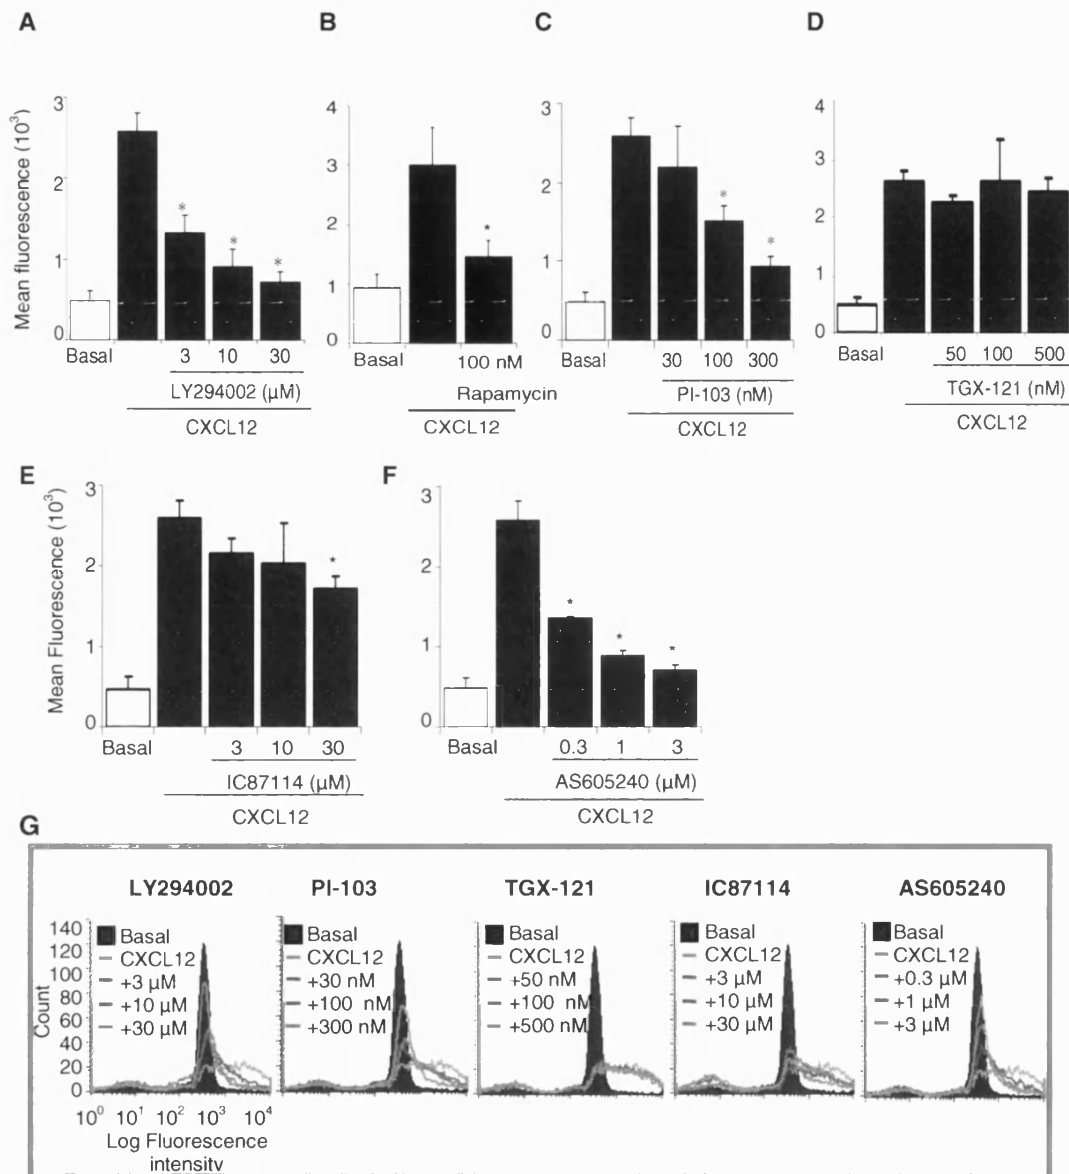 A
B
C
D
Mean fluorescence (10³)
3
2
1
0
*
*
*
Basal
3 10 30
LY294002 (µM)
CXCL12
4
3
2
1
0
*
Basal
100 nM
Rapamycin
CXCL12
3
2
1
0
*
*
Basal
30 100 300
PI-103 (nM)
CXCL12
4
3
2
1
0
Basal
50 100 500
TGX-121 (nM)
CXCL12
E
F
Mean Fluorescence (10³)
3
2
1
0
*
Basal
3 10 30
IC87114 (µM)
CXCL12
3
2
1
0
*
*
*
Basal
0.3 1 3
AS605240 (µM)
CXCL12
G
LY294002
Count
140
120
100
80
60
40
20
0
Basal
CXCL12
+3 µM
+10 µM
+30 µM
10⁰ 10¹ 10² 10³ 10⁴
Log Fluorescence
intensity
PI-103
Basal
CXCL12
+30 nM
+100 nM
+300 nM
TGX-121
Basal
CXCL12
+50 nM
+100 nM
+500 nM
IC87114
Basal
CXCL12
+3 µM
+10 µM
+30 µM
AS605240
Basal
CXCL12
+0.3 µM
+1 µM
+3 µM